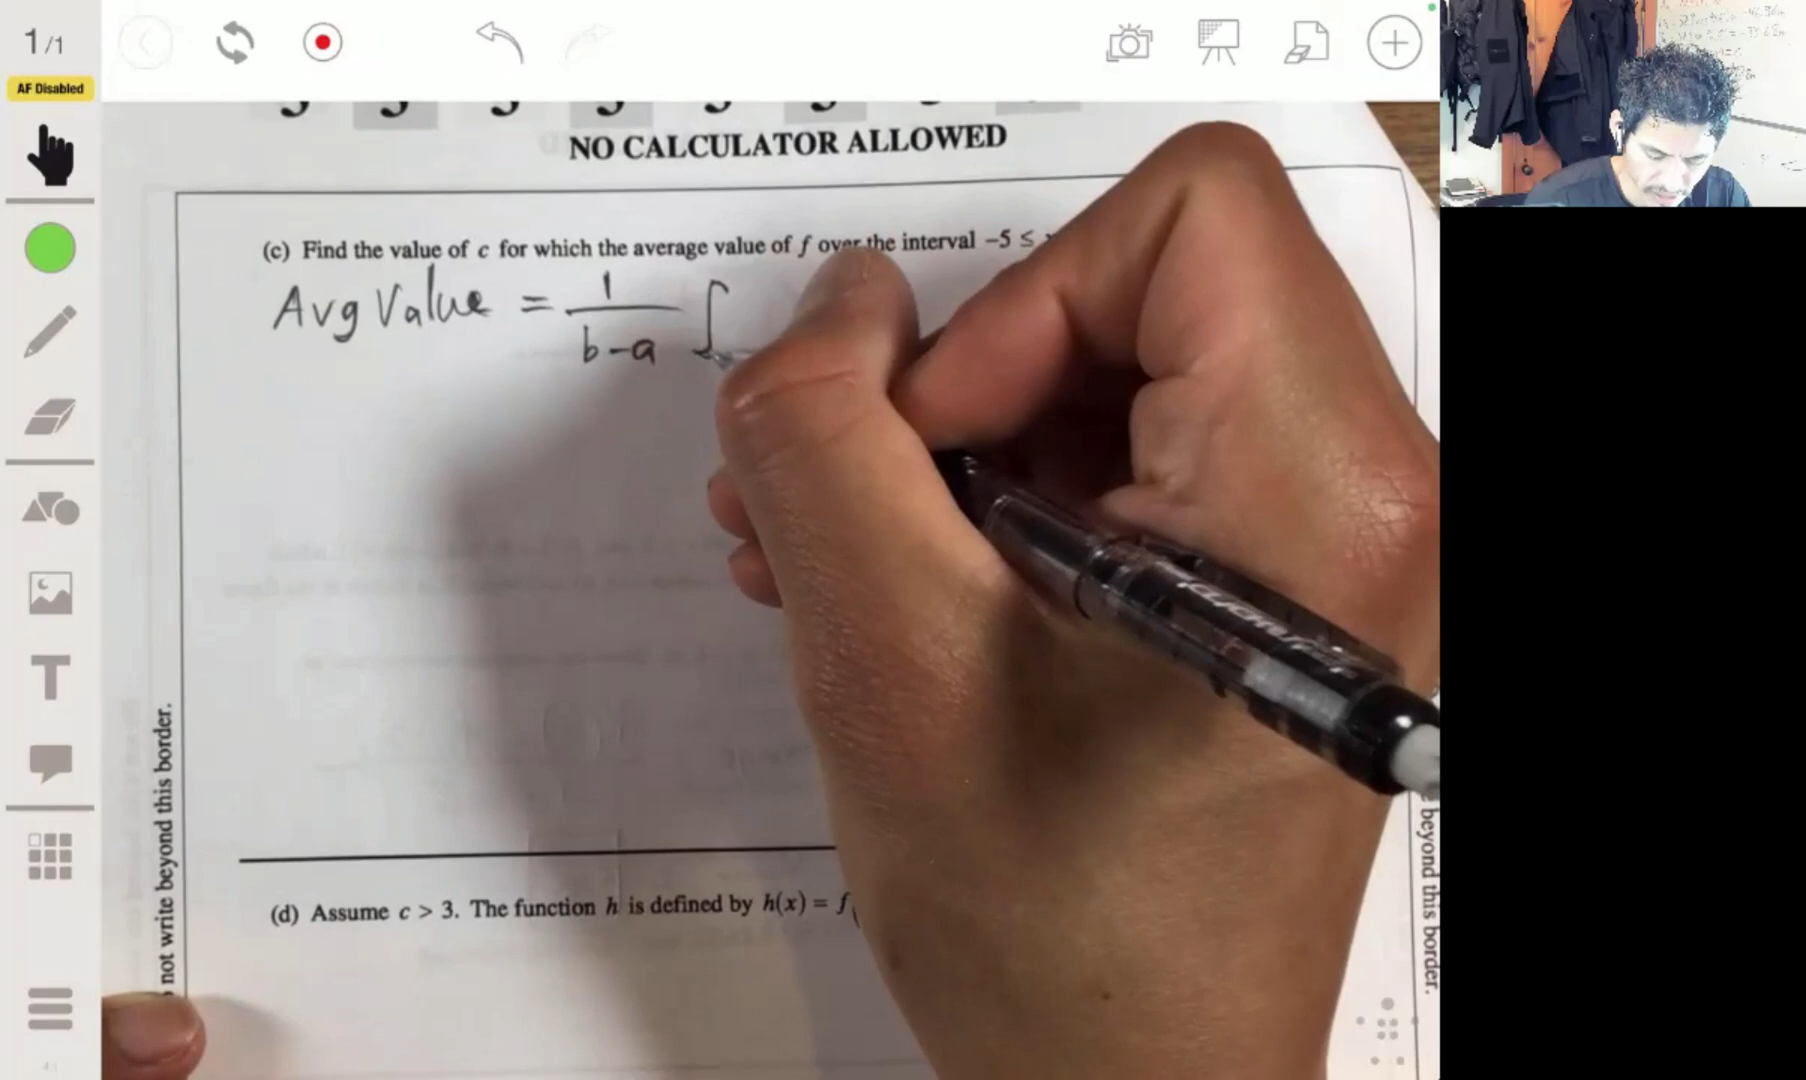 1/1
AF Disabled
NO CALCULATOR ALLOWED
(c) Find the value of c for which the average value of f over the interval −5 ≤
Avg Value = 1/(b-a) ∫
(d) Assume c > 3. The function h is defined by h(x) = f(
not write beyond this border.
beyond this border.
T